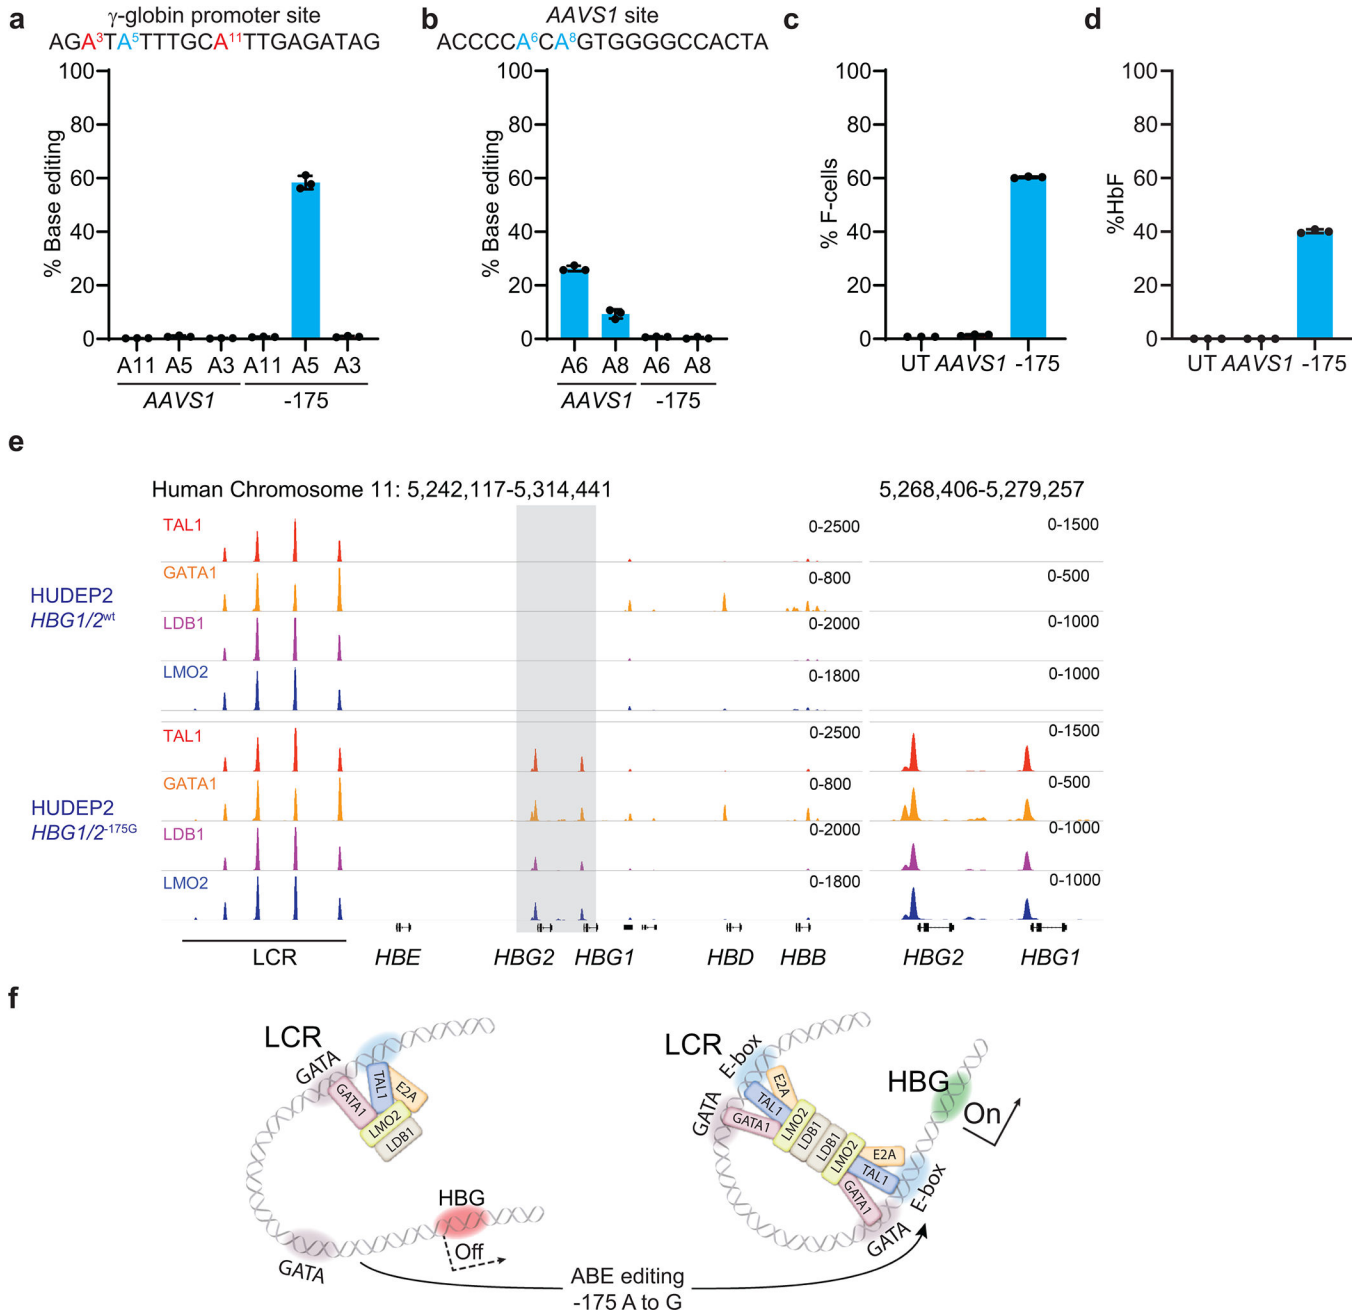 a
γ-globin promoter site
AGA³TA⁵TTTGCA¹¹TTGAGATAG
% Base editing
100
80
60
40
20
0
A11 A5 A3 A11 A5 A3
AAVS1 -175
b
AAVS1 site
ACCCCA⁶CA⁸GTGGGGCCACTA
% Base editing
100
80
60
40
20
0
A6 A8 A6 A8
AAVS1 -175
c
% F-cells
100
80
60
40
20
0
UT AAVS1 -175
d
%HbF
100
80
60
40
20
0
UT AAVS1 -175
e
Human Chromosome 11: 5,242,117-5,314,441 5,268,406-5,279,257
HUDEP2
HBG1/2ʷᵗ
TAL1 0-2500 0-1500
GATA1 0-800 0-500
LDB1 0-2000 0-1000
LMO2 0-1800 0-1000
HUDEP2
HBG1/2⁻¹⁷⁵ᴳ
TAL1 0-2500 0-1500
GATA1 0-800 0-500
LDB1 0-2000 0-1000
LMO2 0-1800 0-1000
LCR HBE HBG2 HBG1 HBD HBB HBG2 HBG1
f
LCR
GATA
GATA1
TAL1
E2A
LMO2
LDB1
HBG
Off
GATA
ABE editing
-175 A to G
LCR
E-box
GATA
E2A
TAL1
GATA1
LMO2
LDB1
LDB1
LMO2
E2A
TAL1
GATA1
E-box
GATA
HBG
On